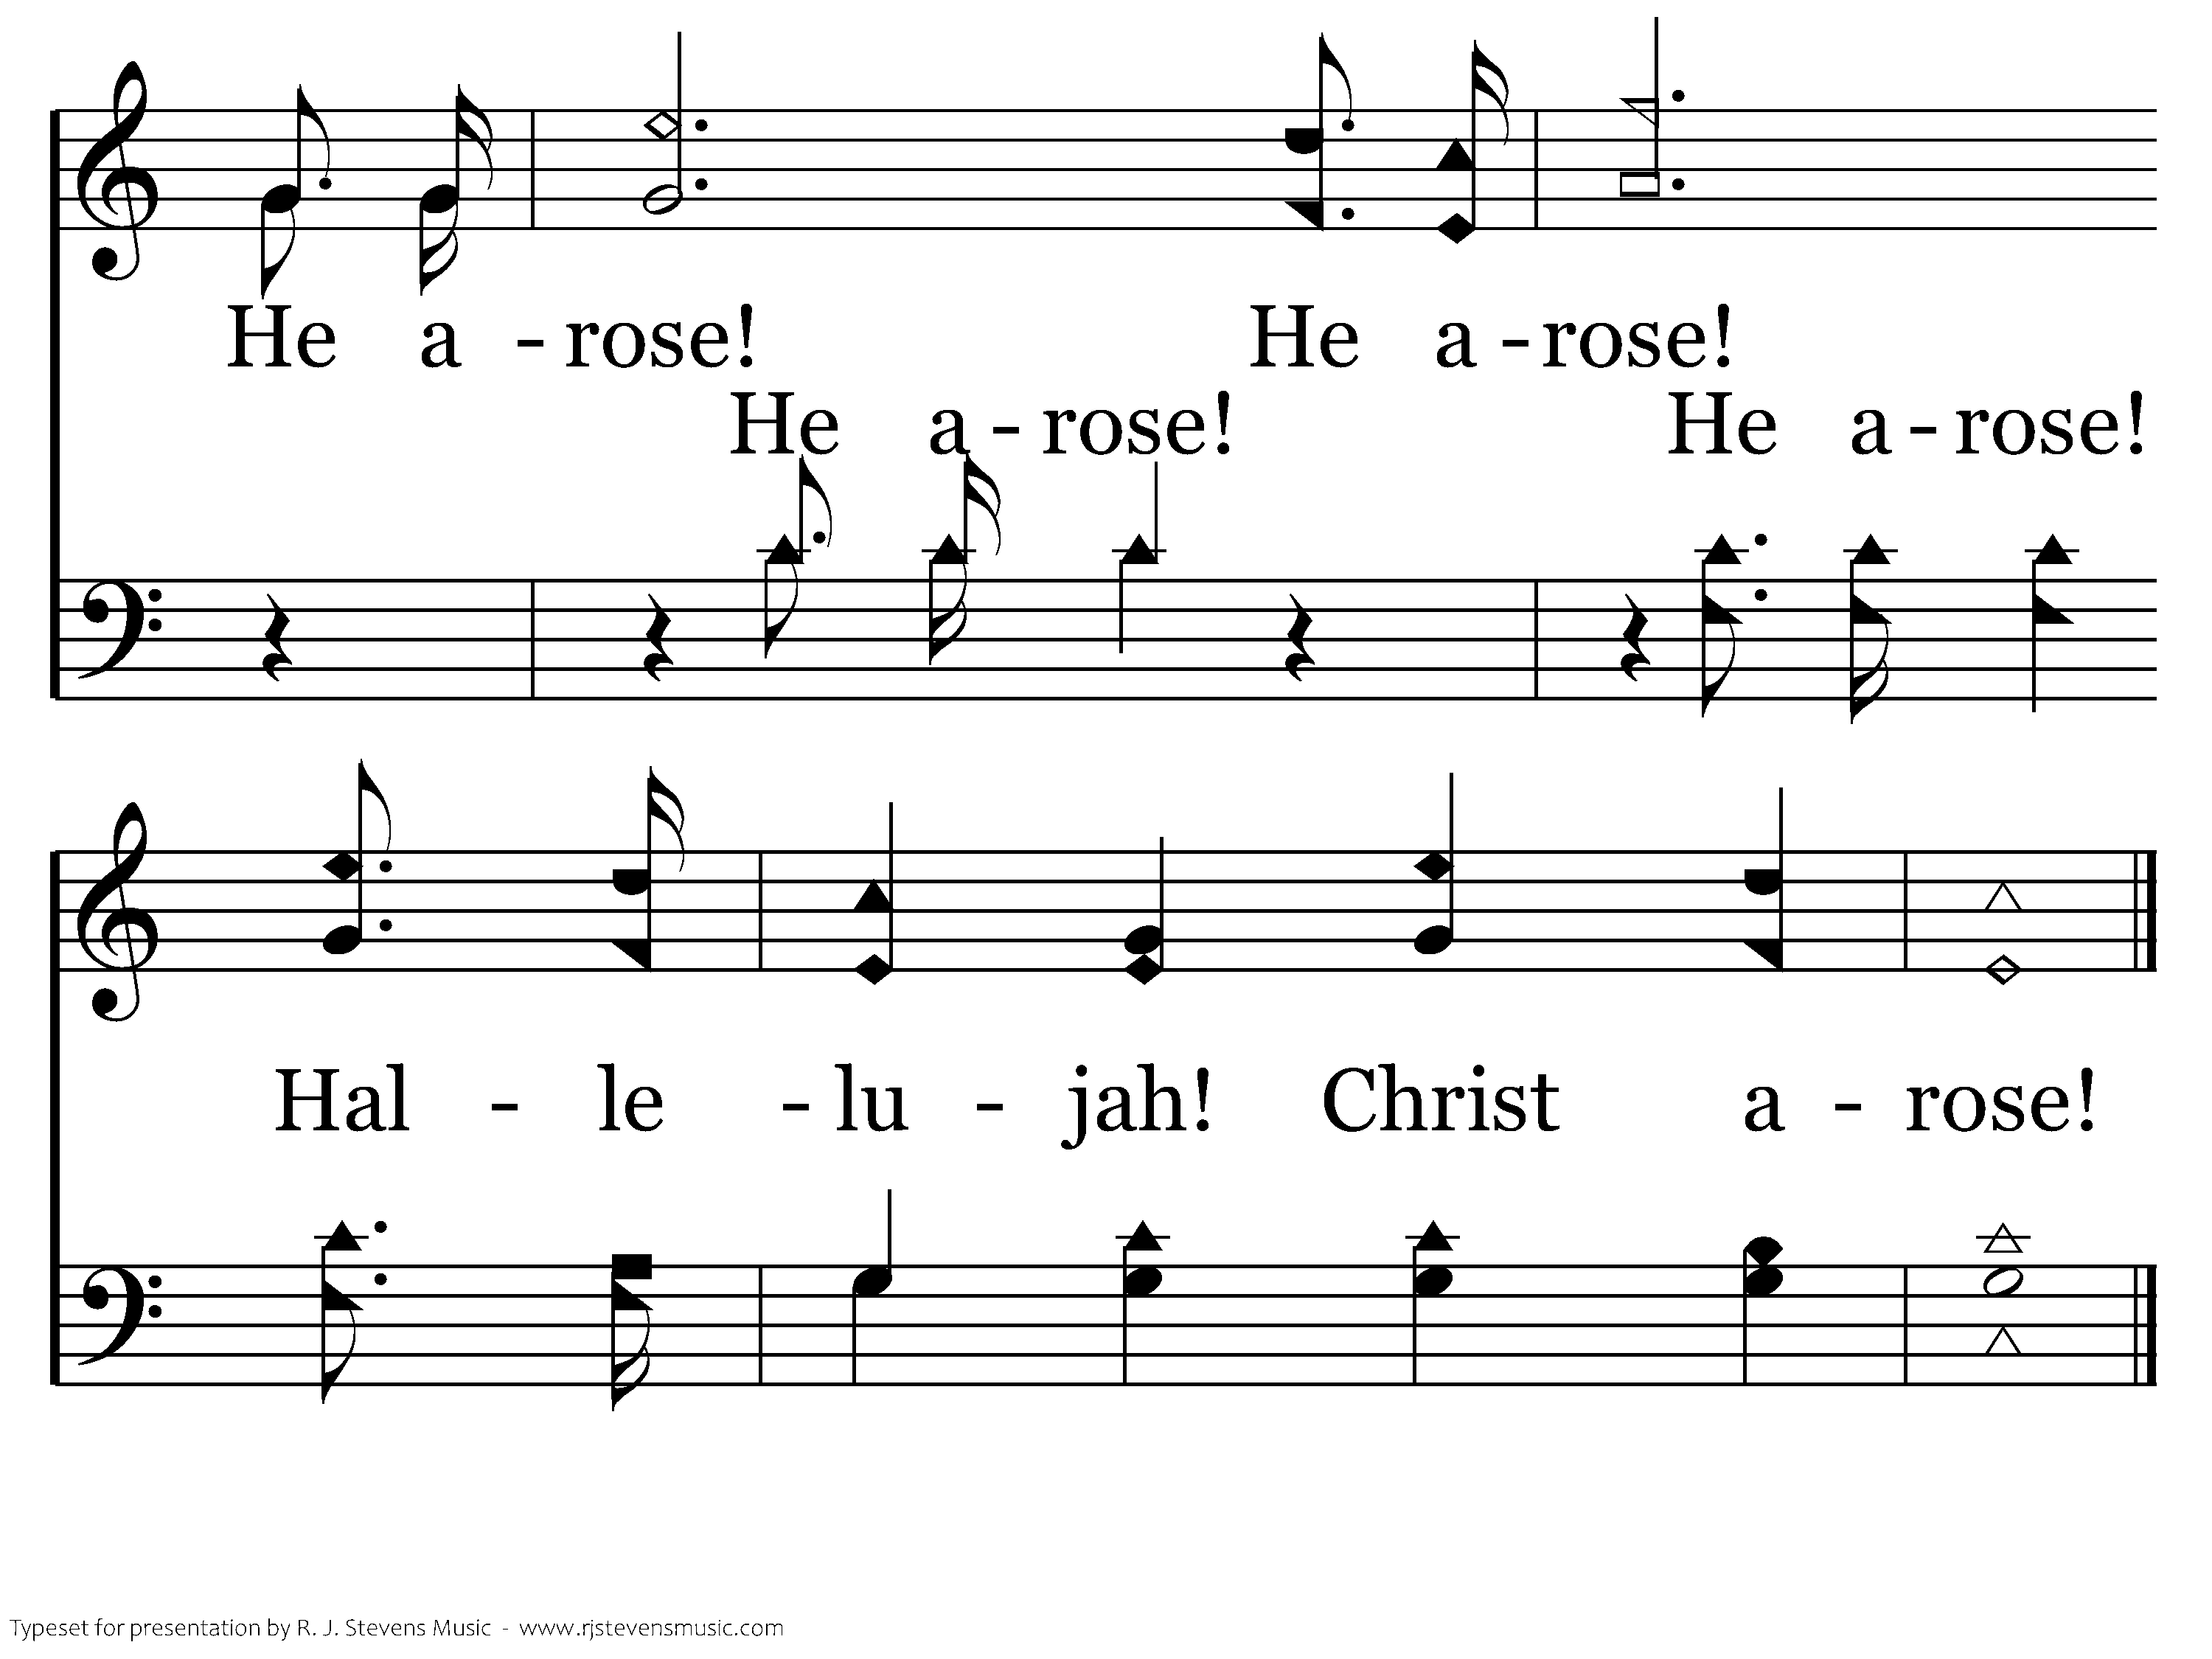 He a - rose! He a - rose!
He a - rose! He a - rose!
Hal - le - lu - jah! Christ a - rose!
Typeset for presentation by R. J. Stevens Music - www.rjstevensmusic.com